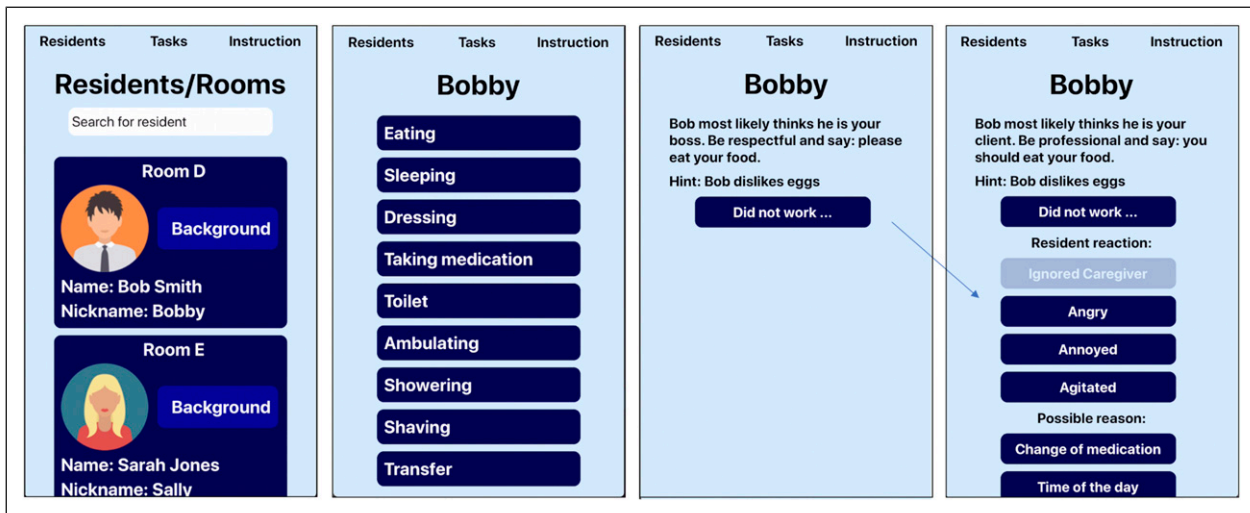 Residents Tasks Instruction
Residents/Rooms
Search for resident
Room D
Background
Name: Bob Smith
Nickname: Bobby
Room E
Background
Name: Sarah Jones
Nickname: Sally
Residents Tasks Instruction
Bobby
Eating
Sleeping
Dressing
Taking medication
Toilet
Ambulating
Showering
Shaving
Transfer
Residents Tasks Instruction
Bobby
Bob most likely thinks he is your
boss. Be respectful and say: please
eat your food.
Hint: Bob dislikes eggs
Did not work ...
Residents Tasks Instruction
Bobby
Bob most likely thinks he is your
client. Be professional and say: you
should eat your food.
Hint: Bob dislikes eggs
Did not work ...
Resident reaction:
Ignored Caregiver
Angry
Annoyed
Agitated
Possible reason:
Change of medication
Time of the day